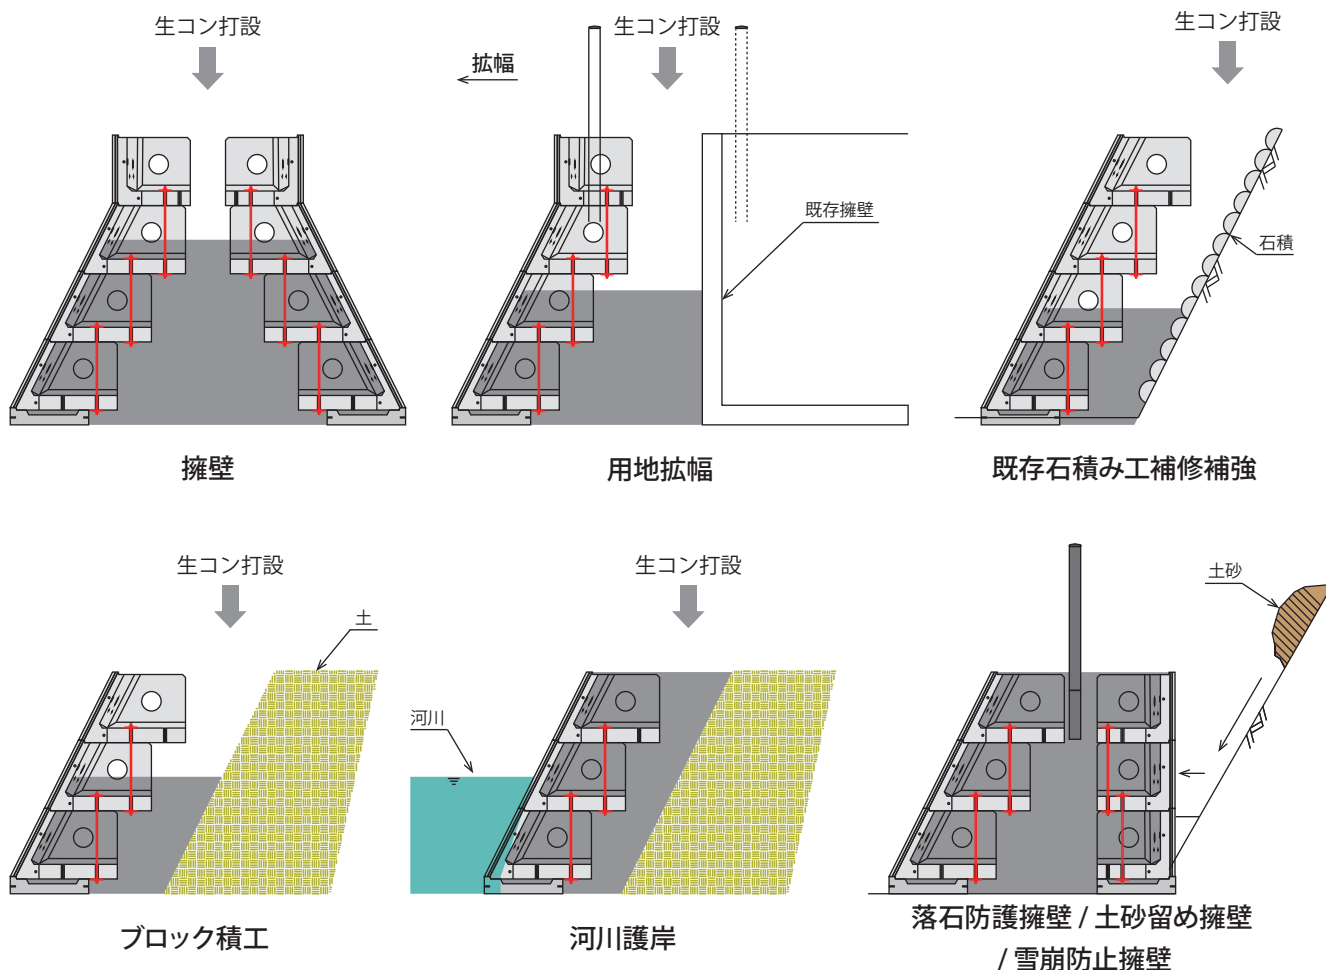 生コン打設
生コン打設
生コン打設
拡幅
既存擁壁
石積
擁壁
用地拡幅
既存石積み工補修補強
生コン打設
生コン打設
土砂
土
河川
ブロック積工
河川護岸
落石防護擁壁 / 土砂留め擁壁
/ 雪崩防止擁壁